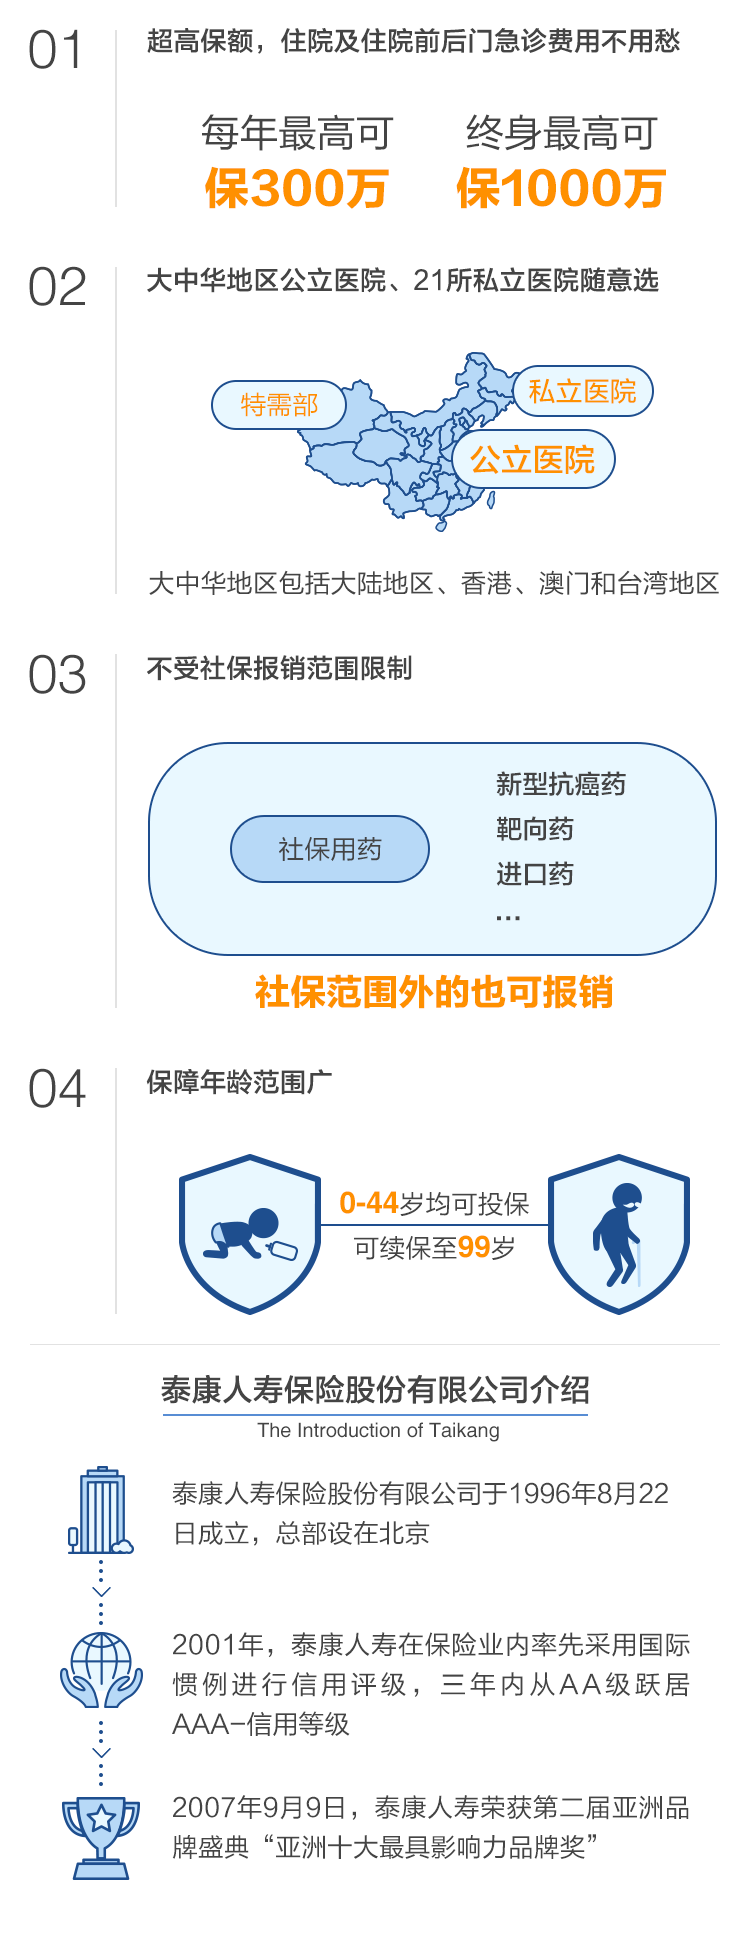 01
超高保额，住院及住院前后门急诊费用不用愁
每年最高可
保300万
终身最高可
保1000万
02
大中华地区公立医院、21所私立医院随意选
特需部
私立医院
公立医院
大中华地区包括大陆地区、香港、澳门和台湾地区
03
不受社保报销范围限制
社保用药
新型抗癌药
靶向药
进口药
...
社保范围外的也可报销
04
保障年龄范围广
0-44岁均可投保
可续保至99岁
泰康人寿保险股份有限公司介绍
The Introduction of Taikang
泰康人寿保险股份有限公司于1996年8月22
日成立，总部设在北京
2001年，泰康人寿在保险业内率先采用国际
惯例进行信用评级，三年内从AA级跃居
AAA-信用等级
2007年9月9日，泰康人寿荣获第二届亚洲品
牌盛典“亚洲十大最具影响力品牌奖”